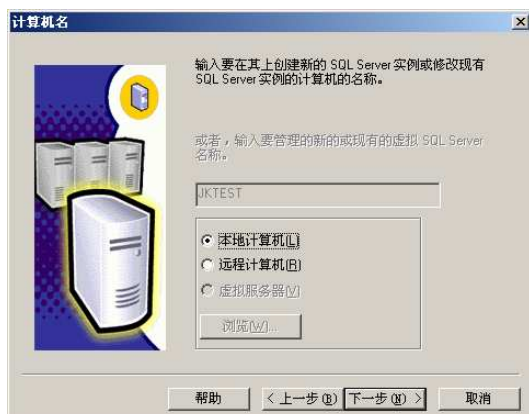 计算机名
输入要在其上创建新的 SQL Server 实例或修改现有
SQL Server 实例的计算机的名称。
或者，输入要管理的新的或现有的虚拟 SQL Server
名称。
JKTEST
本地计算机(L)
远程计算机(R)
虚拟服务器(V)
浏览(W)...
帮助
< 上一步(B)
下一步(N) >
取消